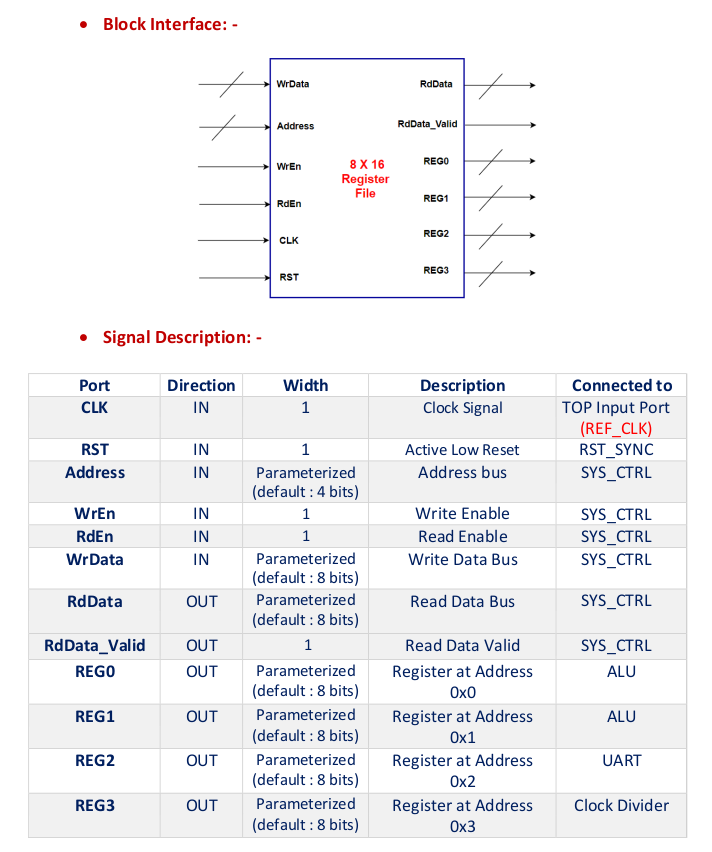 • Block Interface: -
WrData
RdData
Address
RdData_Valid
WrEn
8 X 16
REG0
Register
RdEn
File
REG1
CLK
REG2
RST
REG3
• Signal Description: -
Port Direction Width Description Connected to
CLK IN 1 Clock Signal TOP Input Port
(REF_CLK)
RST IN 1 Active Low Reset RST_SYNC
Address IN Parameterized Address bus SYS_CTRL
(default : 4 bits)
WrEn IN 1 Write Enable SYS_CTRL
RdEn IN 1 Read Enable SYS_CTRL
WrData IN Parameterized Write Data Bus SYS_CTRL
(default : 8 bits)
RdData OUT Parameterized Read Data Bus SYS_CTRL
(default : 8 bits)
RdData_Valid OUT 1 Read Data Valid SYS_CTRL
REG0 OUT Parameterized Register at Address ALU
(default : 8 bits) 0x0
REG1 OUT Parameterized Register at Address ALU
(default : 8 bits) 0x1
REG2 OUT Parameterized Register at Address UART
(default : 8 bits) 0x2
REG3 OUT Parameterized Register at Address Clock Divider
(default : 8 bits) 0x3